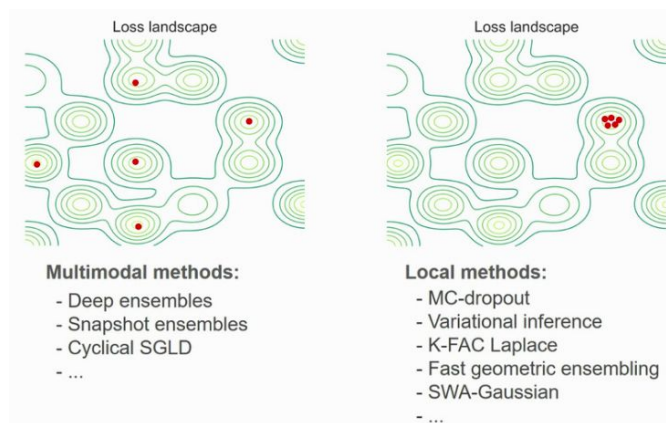 Loss landscape
Multimodal methods:
- Deep ensembles
- Snapshot ensembles
- Cyclical SGLD
- ...
Loss landscape
Local methods:
- MC-dropout
- Variational inference
- K-FAC Laplace
- Fast geometric ensembling
- SWA-Gaussian
- ...